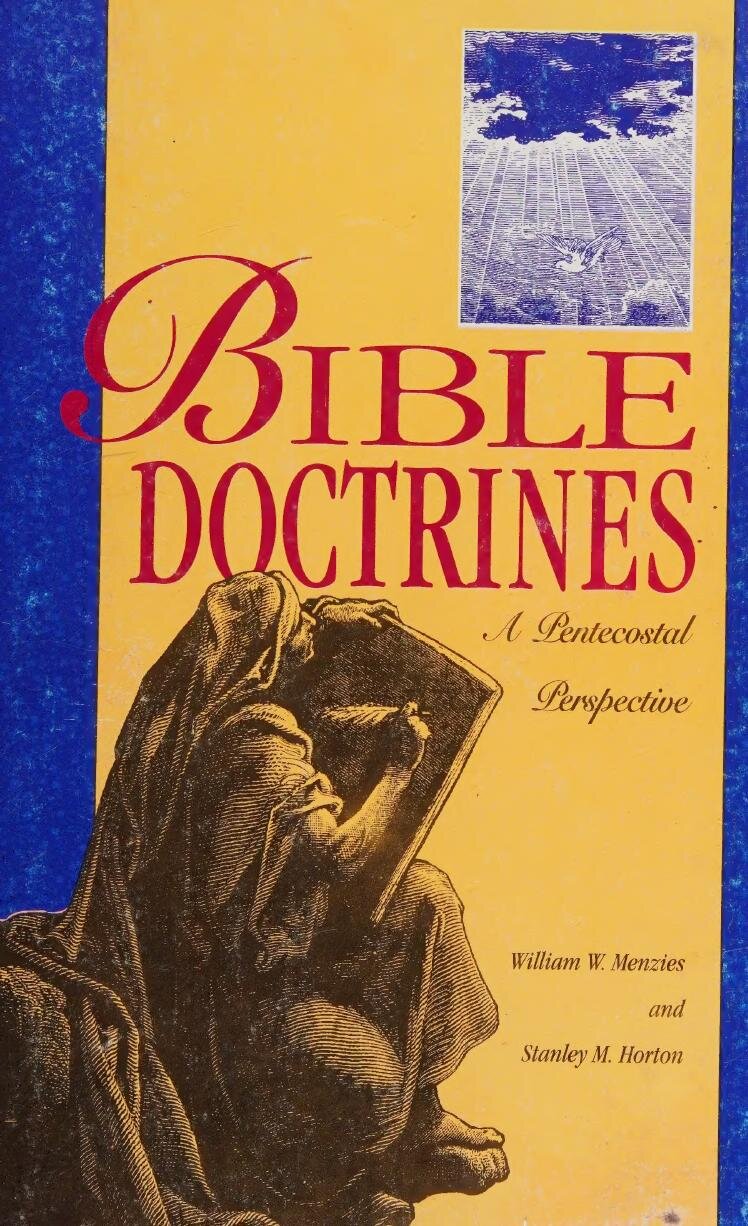 BIBLE
DOCTRINES
A Pentecostal
Perspective
William W. Menzies
and
Stanley M. Horton